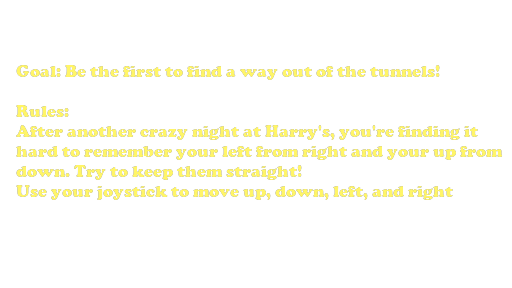 Goal: Be the first to find a way out of the tunnels!
Rules:
After another crazy night at Harry's, you're finding it
hard to remember your left from right and your up from
down. Try to keep them straight!
Use your joystick to move up, down, left, and right